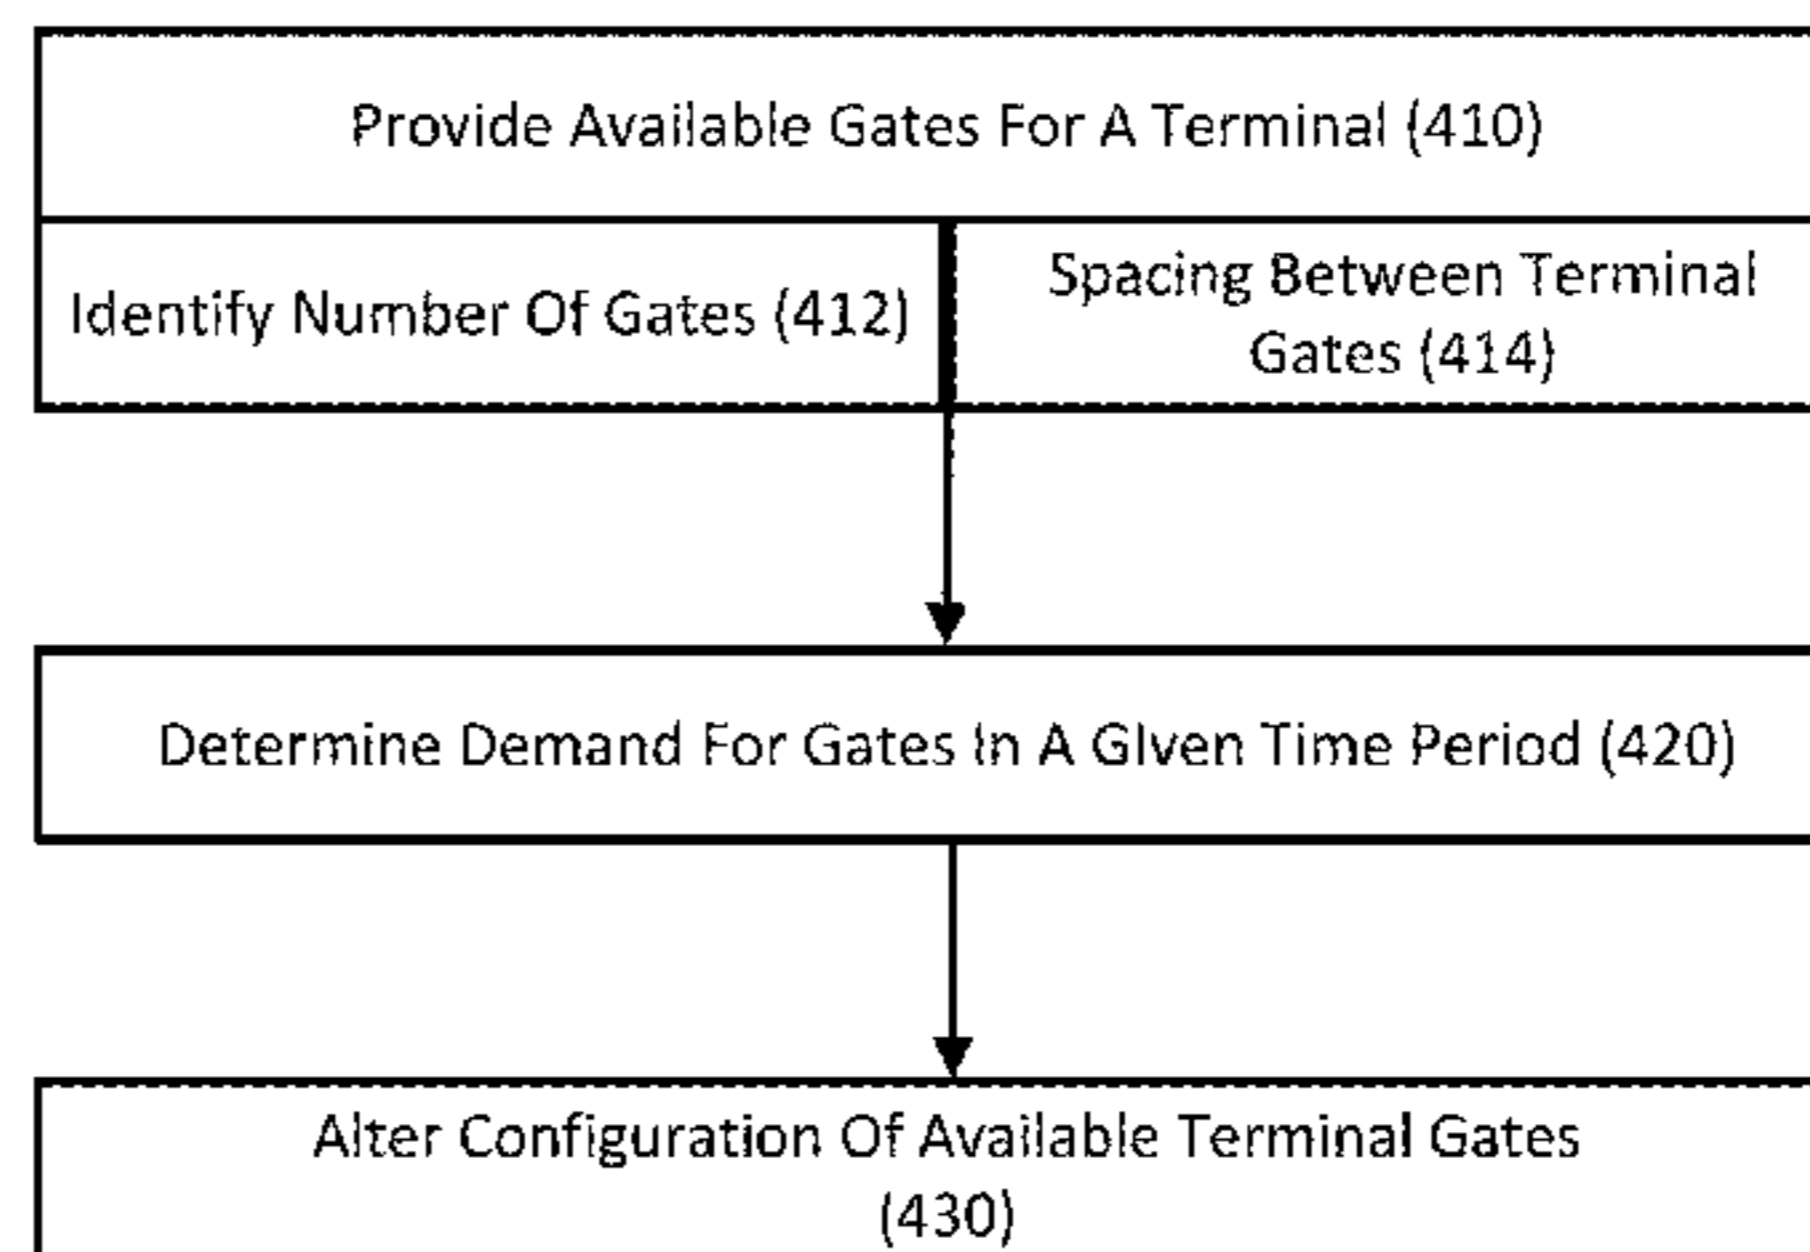 Provide Available Gates For A Terminal (410)
Identify Number Of Gates (412)
Spacing Between Terminal
Gates (414)
Determine Demand For Gates In A GIven Time Period (420)
Alter Configuration Of Available Terminal Gates
(430)